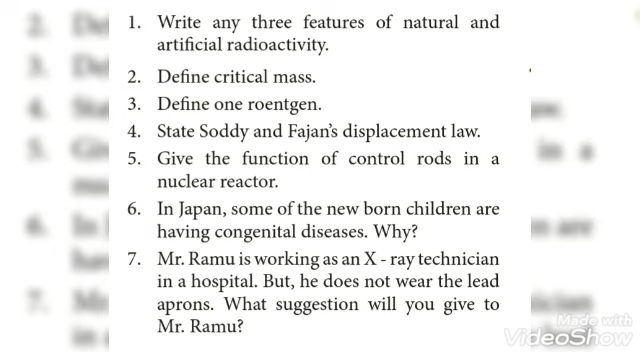 1. Write any three features of natural and
artificial radioactivity.
2. Define critical mass.
3. Define one roentgen.
4. State Soddy and Fajan's displacement law.
5. Give the function of control rods in a
nuclear reactor.
6. In Japan, some of the new born children are
having congenital diseases. Why?
7. Mr. Ramu is working as an X - ray technician
in a hospital. But, he does not wear the lead
aprons. What suggestion will you give to
Mr. Ramu?
Made with
VideoShow